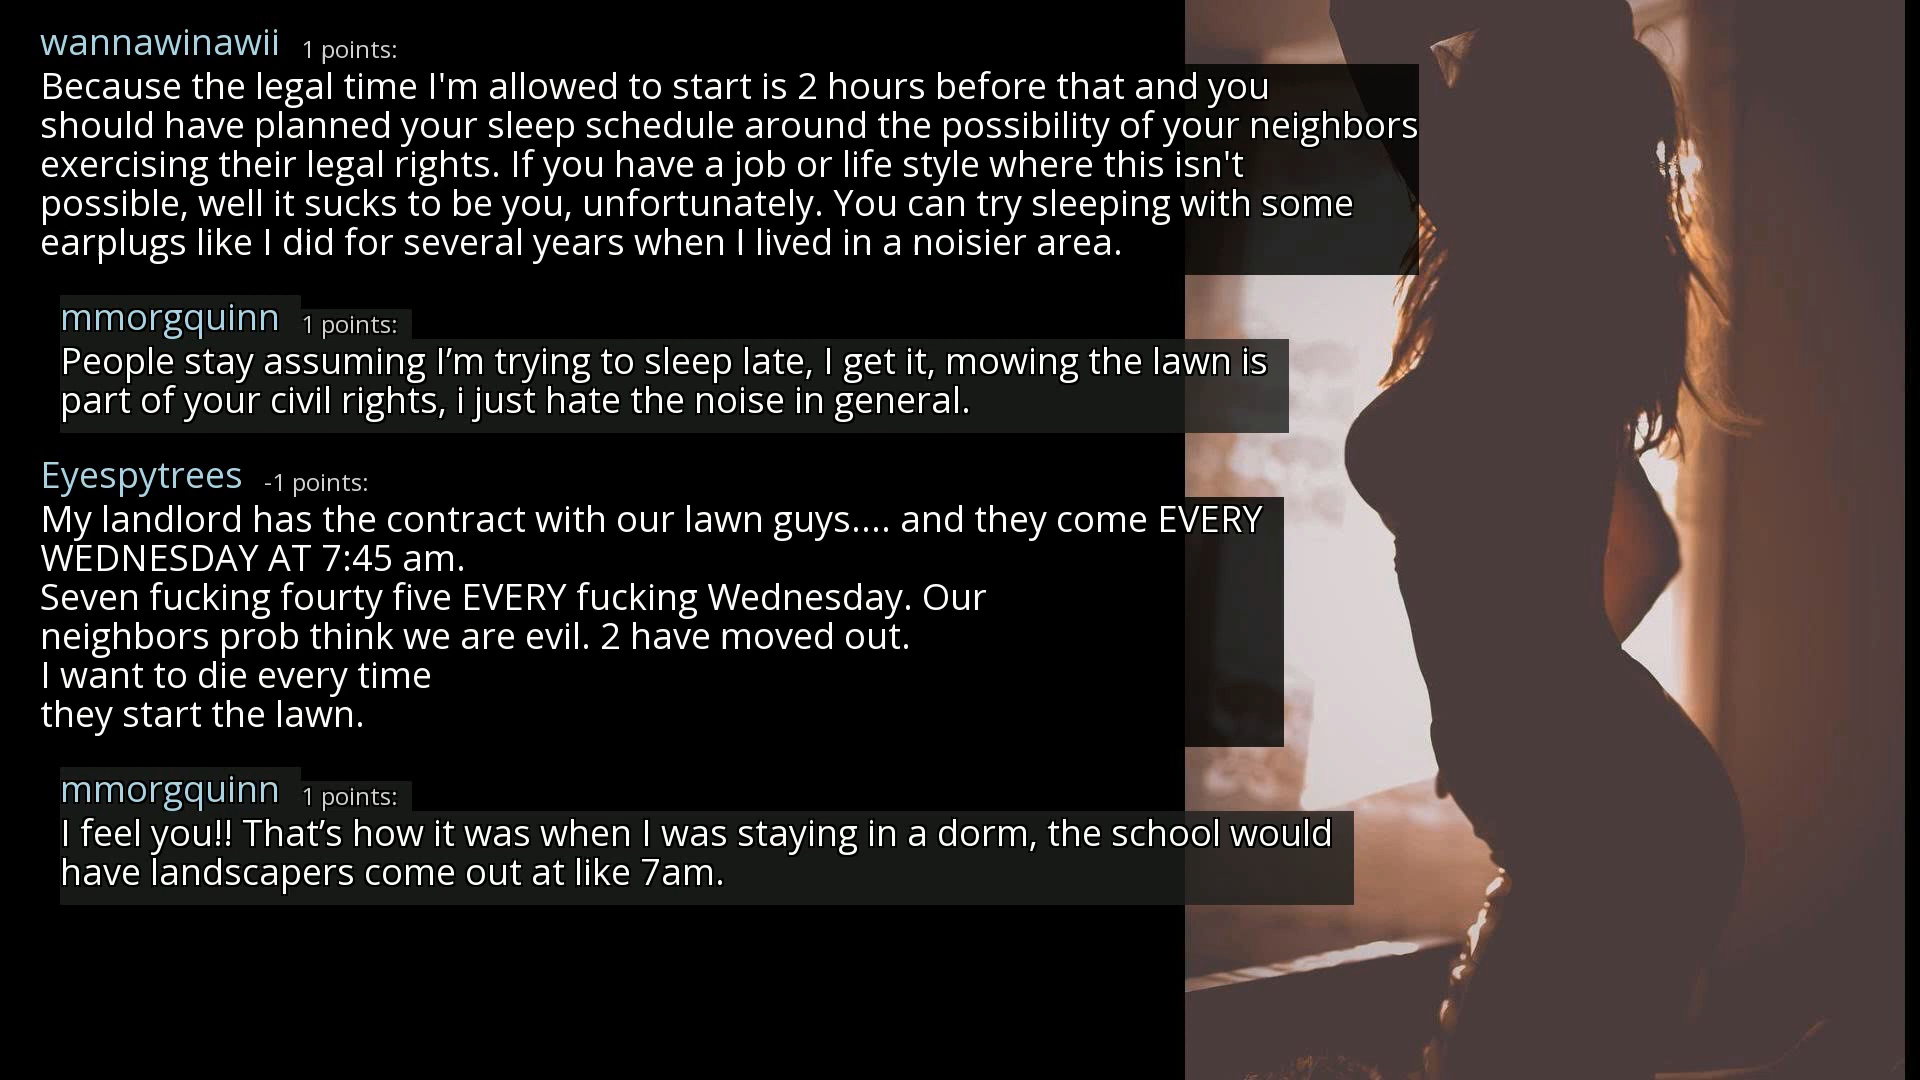 wannawinawii 1 points:
Because the legal time I'm allowed to start is 2 hours before that and you
should have planned your sleep schedule around the possibility of your neighbors
exercising their legal rights. If you have a job or life style where this isn't
possible, well it sucks to be you, unfortunately. You can try sleeping with some
earplugs like I did for several years when I lived in a noisier area.
mmorgquinn 1 points:
People stay assuming I’m trying to sleep late, I get it, mowing the lawn is
part of your civil rights, i just hate the noise in general.
Eyespytrees -1 points:
My landlord has the contract with our lawn guys.... and they come EVERY
WEDNESDAY AT 7:45 am.
Seven fucking fourty five EVERY fucking Wednesday. Our
neighbors prob think we are evil. 2 have moved out.
I want to die every time
they start the lawn.
mmorgquinn 1 points:
I feel you!! That’s how it was when I was staying in a dorm, the school would
have landscapers come out at like 7am.